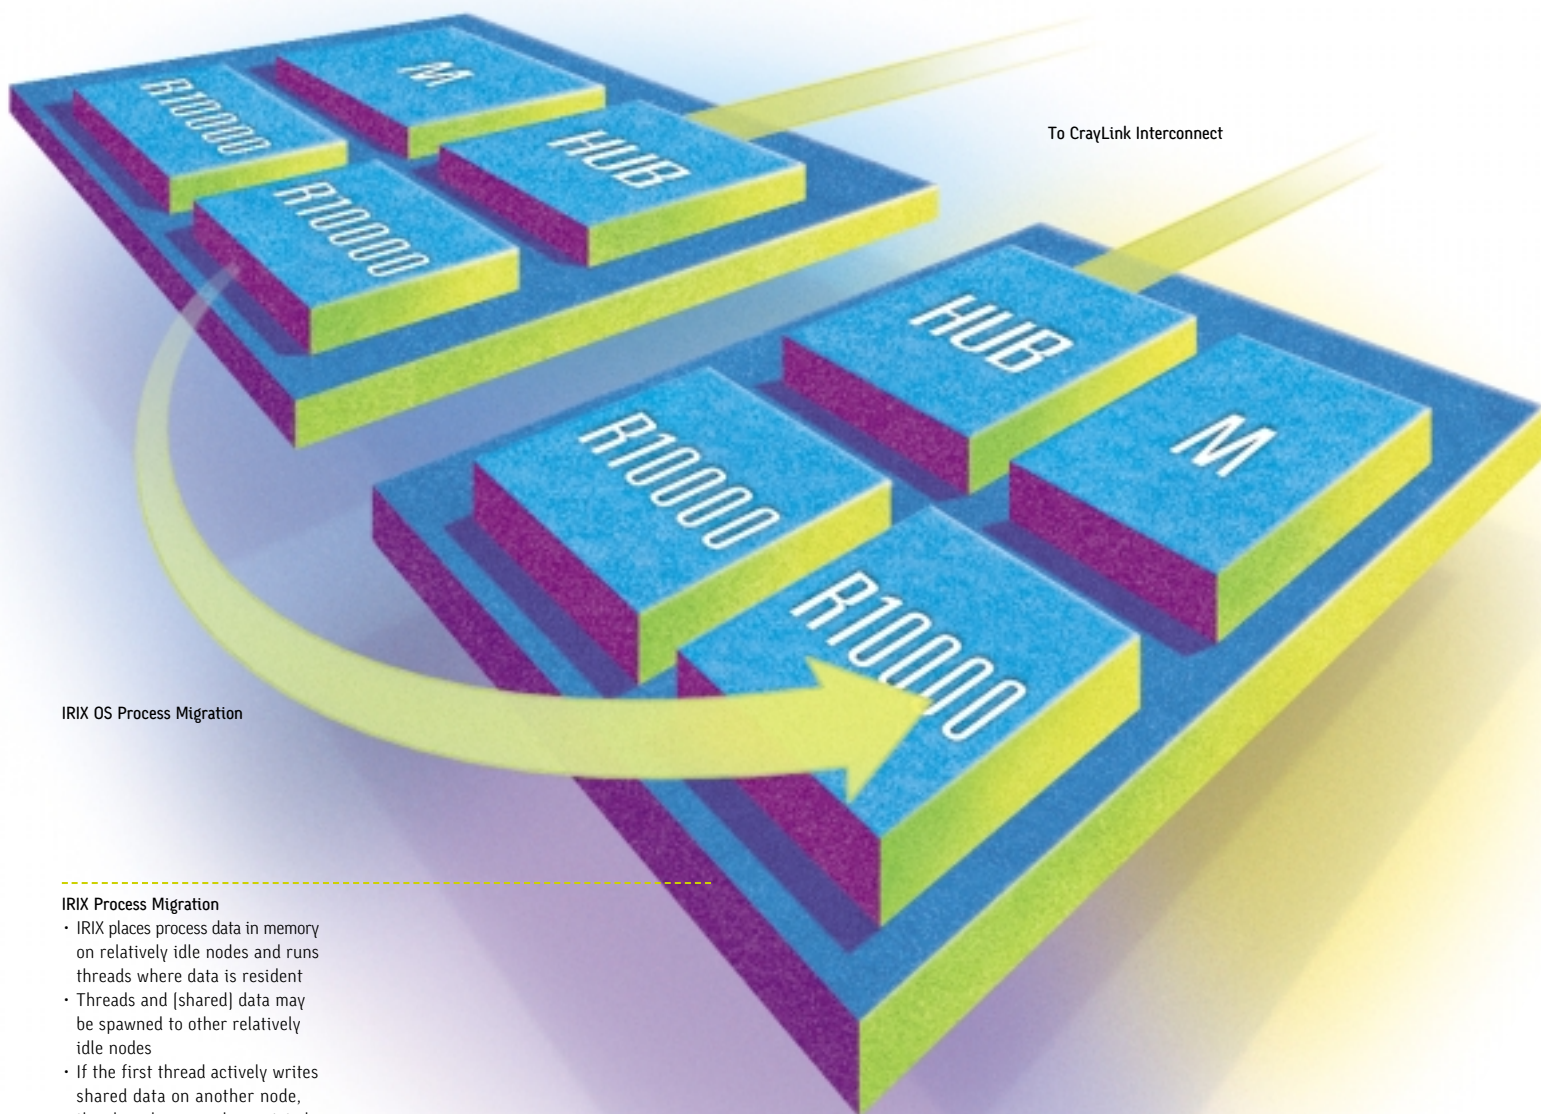 M
R10000
HUB
R10000
To CrayLink Interconnect
HUB
M
R10000
R10000
IRIX OS Process Migration
IRIX Process Migration
· IRIX places process data in memory
on relatively idle nodes and runs
threads where data is resident
· Threads and [shared] data may
be spawned to other relatively
idle nodes
· If the first thread actively writes
shared data on another node,